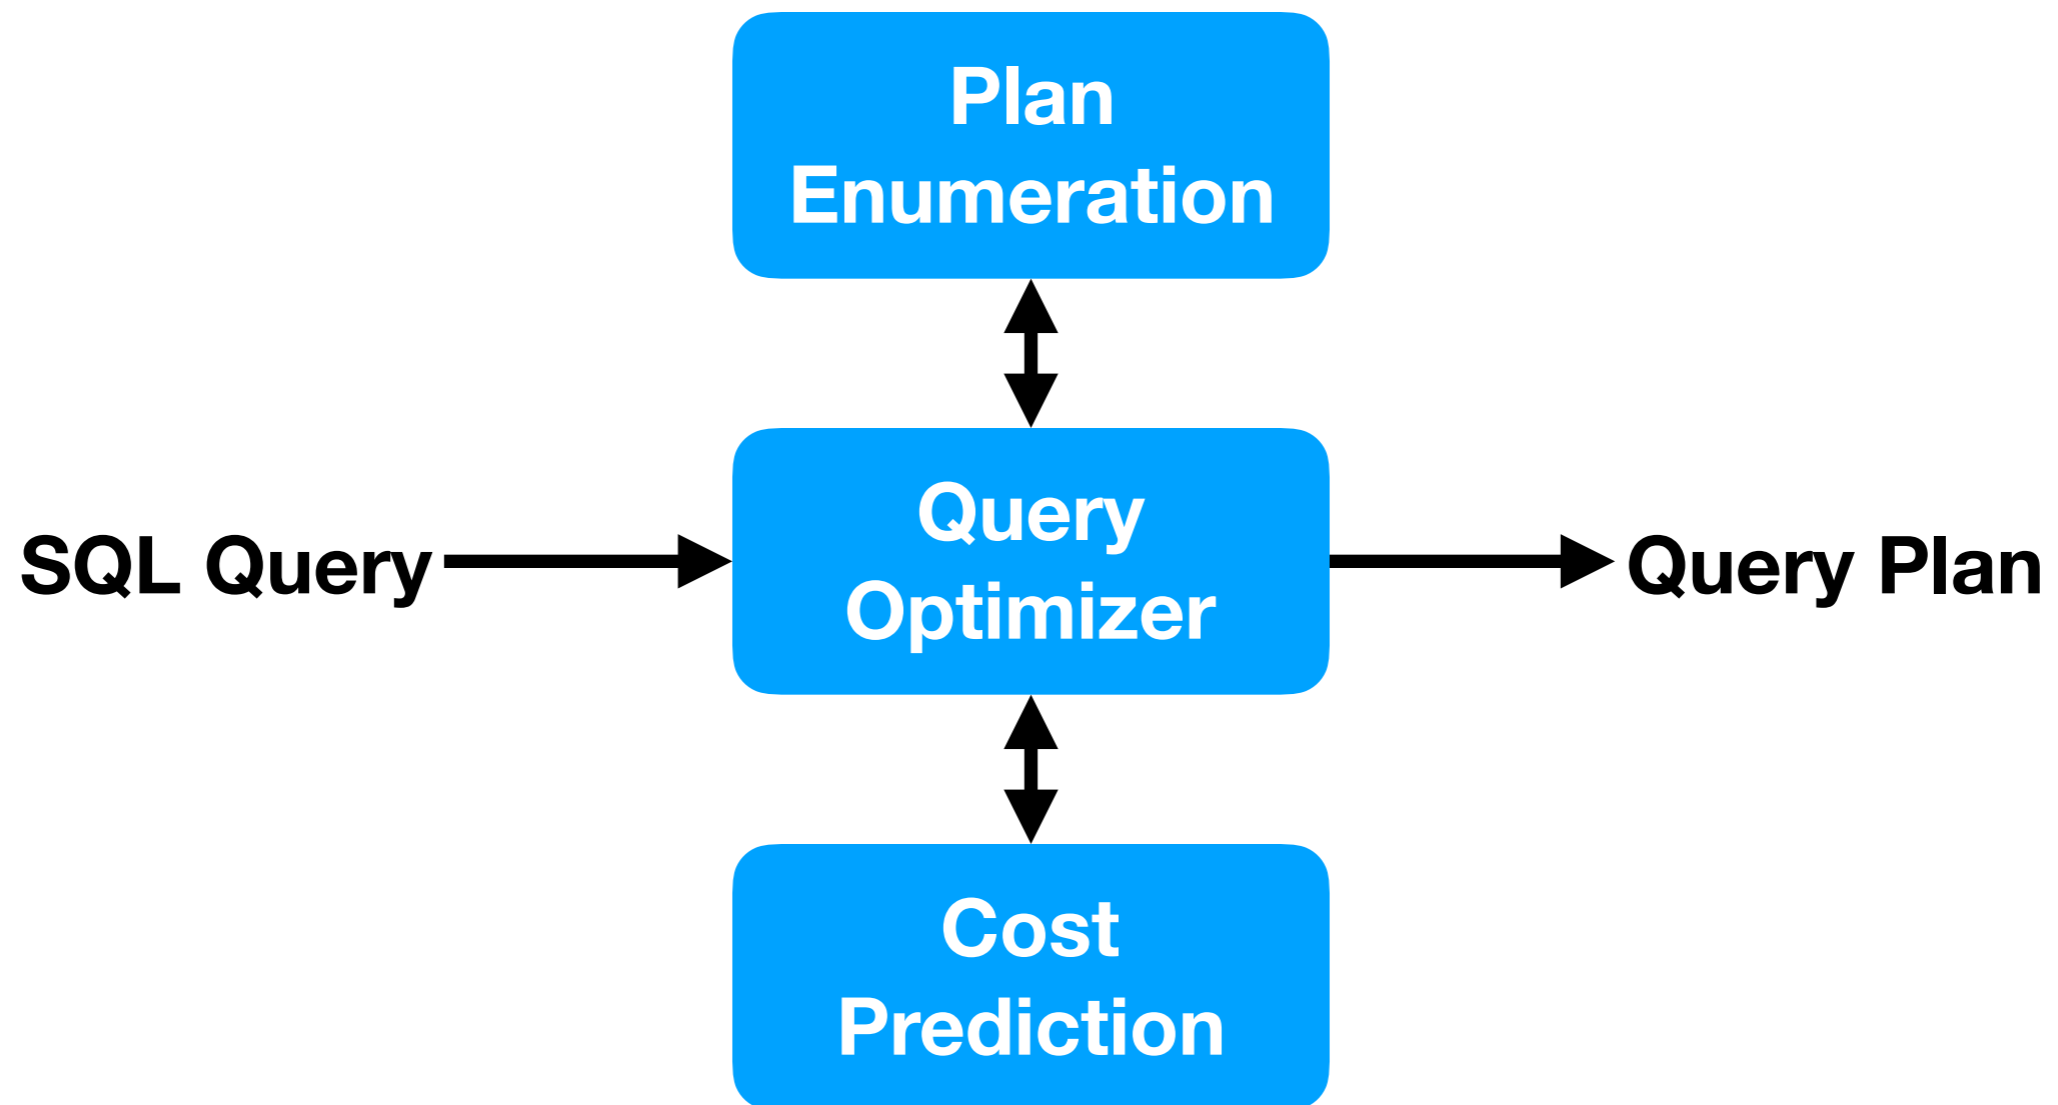 Plan
Enumeration
SQL Query
Query
Optimizer
Query Plan
Cost
Prediction